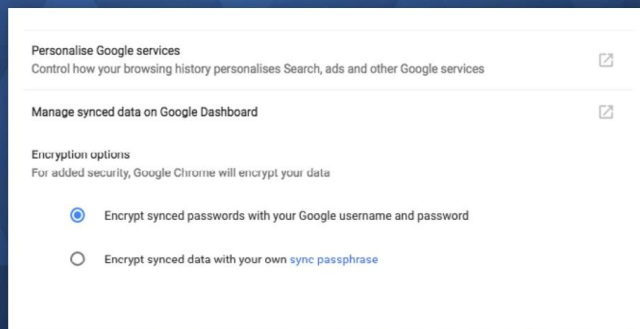 Personalise Google services
Control how your browsing history personalises Search, ads and other Google services
Manage synced data on Google Dashboard
Encryption options
For added security, Google Chrome will encrypt your data
Encrypt synced passwords with your Google username and password
Encrypt synced data with your own sync passphrase